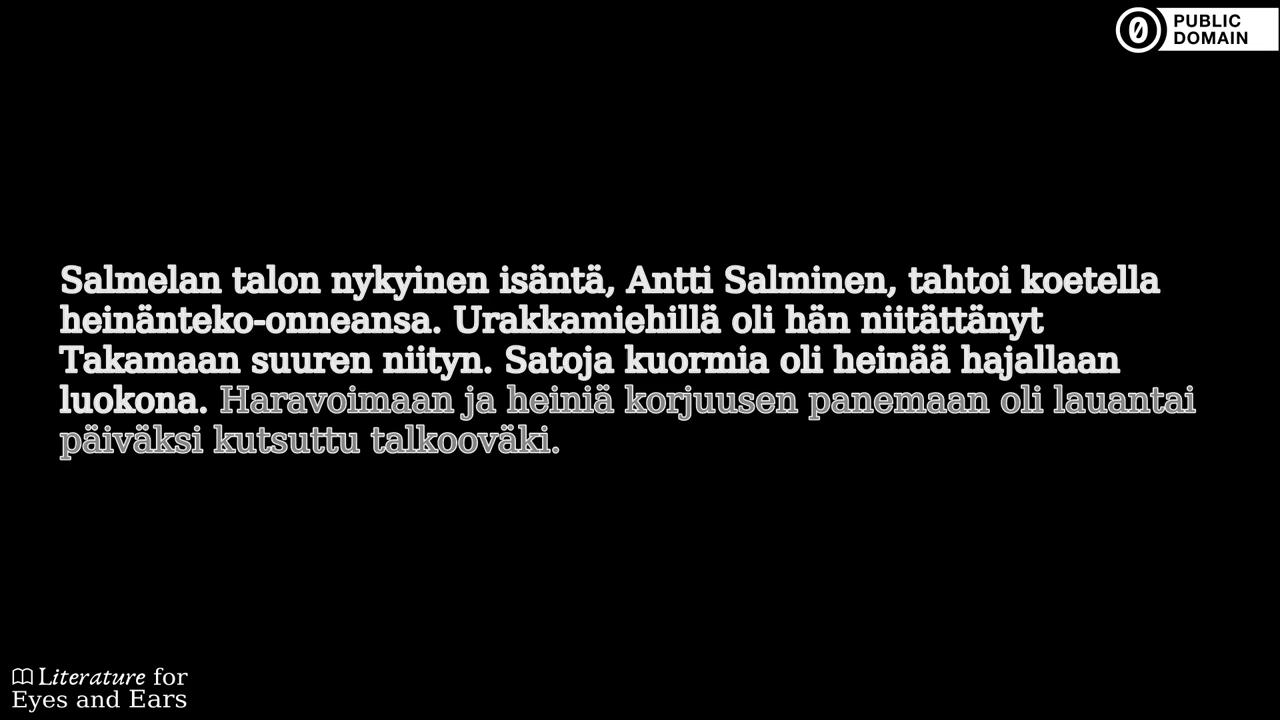 PUBLIC
DOMAIN
Salmelan talon nykyinen isäntä, Antti Salminen, tahtoi koetella
heinänteko-onneansa. Urakkamiehillä oli hän niitättänyt
Takamaan suuren niityn. Satoja kuormia oli heinää hajallaan
luokona. Haravoimaan ja heiniä korjuusen panemaan oli lauantai
päiväksi kutsuttu talkooväki.
Literature for
Eyes and Ears